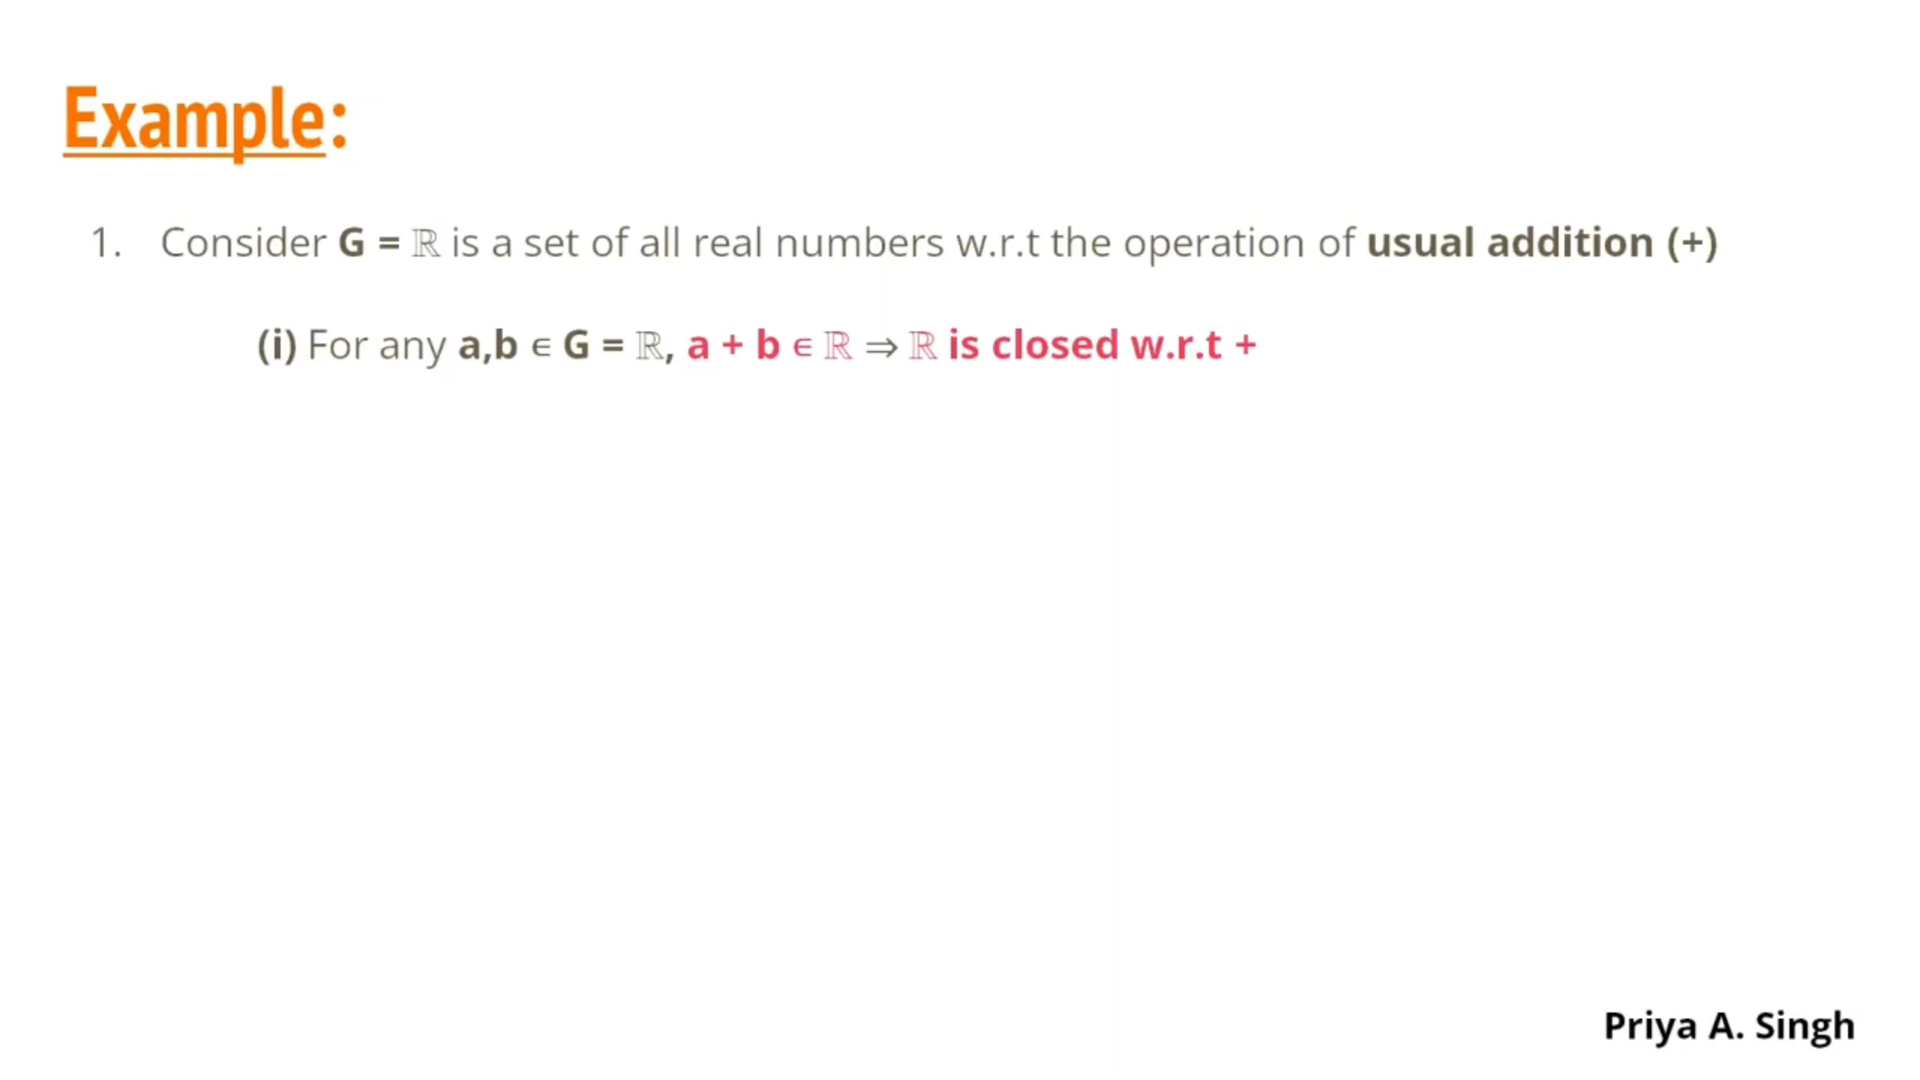 Example:
1. Consider G = ℝ is a set of all real numbers w.r.t the operation of usual addition (+)
(i) For any a,b ∈ G = ℝ, a + b ∈ ℝ ⇒ ℝ is closed w.r.t +
Priya A. Singh